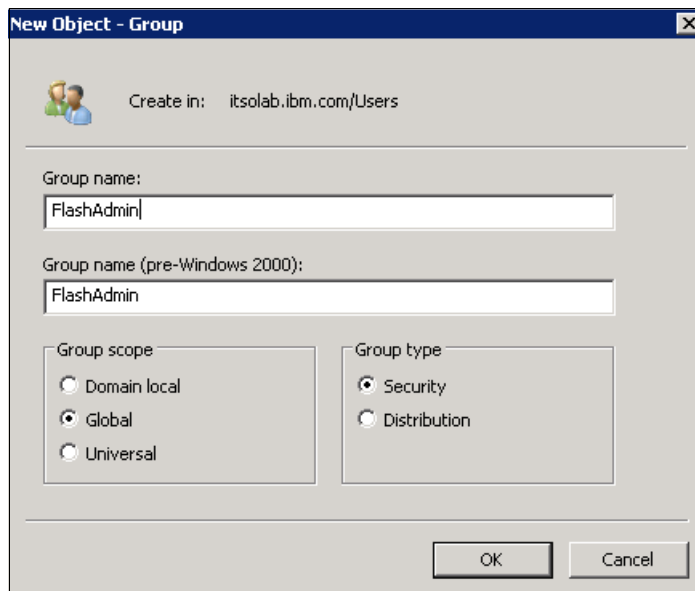 New Object - Group
Create in: itsolab.ibm.com/Users
Group name:
FlashAdmin
Group name (pre-Windows 2000):
FlashAdmin
Group scope
Domain local
Global
Universal
Group type
Security
Distribution
OK
Cancel